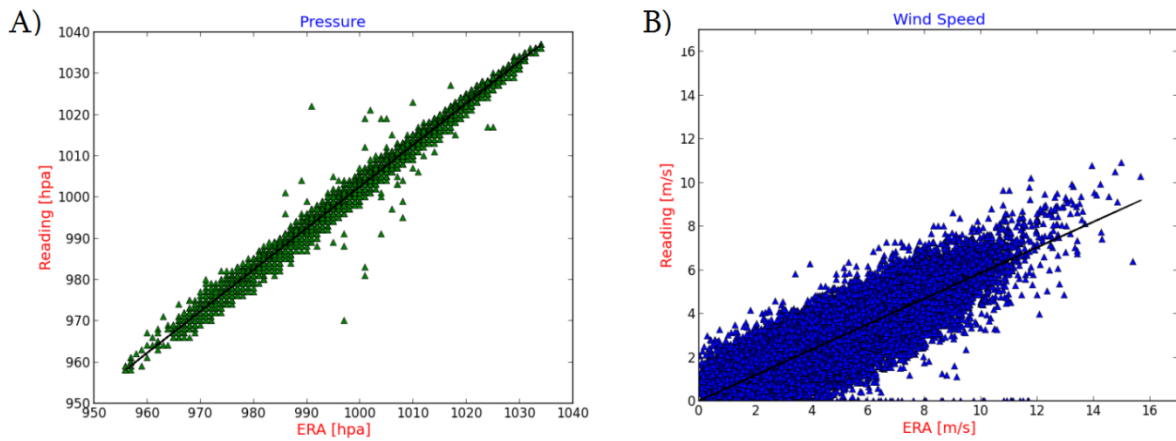 A)
Pressure
1040
1030
1020
1010
1000
990
980
970
960
950
Reading [hpa]
950 960 970 980 990 1000 1010 1020 1030 1040
ERA [hpa]
B)
Wind Speed
16
14
12
10
8
6
4
2
0
Reading [m/s]
0 2 4 6 8 10 12 14 16
ERA [m/s]